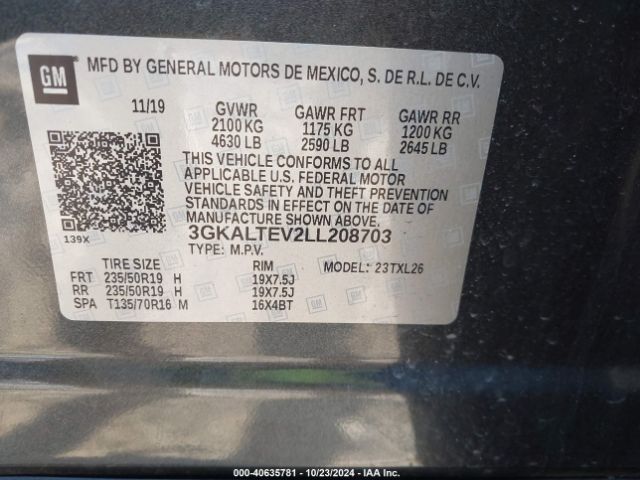 GM
MFD BY GENERAL MOTORS DE MEXICO, S. DE R.L. DE C.V.
11/19 GVWR GAWR FRT GAWR RR
2100 KG 1175 KG 1200 KG
4630 LB 2590 LB 2645 LB
THIS VEHICLE CONFORMS TO ALL
APPLICABLE U.S. FEDERAL MOTOR
VEHICLE SAFETY AND THEFT PREVENTION
STANDARDS IN EFFECT ON THE DATE OF
MANUFACTURE SHOWN ABOVE.
139X 3GKALTEV2LL208703
TYPE: M.P.V.
TIRE SIZE RIM MODEL: 23TXL26
FRT 235/50R19 H 19X7.5J
RR 235/50R19 H 19X7.5J
SPA T135/70R16 M 16X4BT
000-40635781 - 10/23/2024 - IAA Inc.